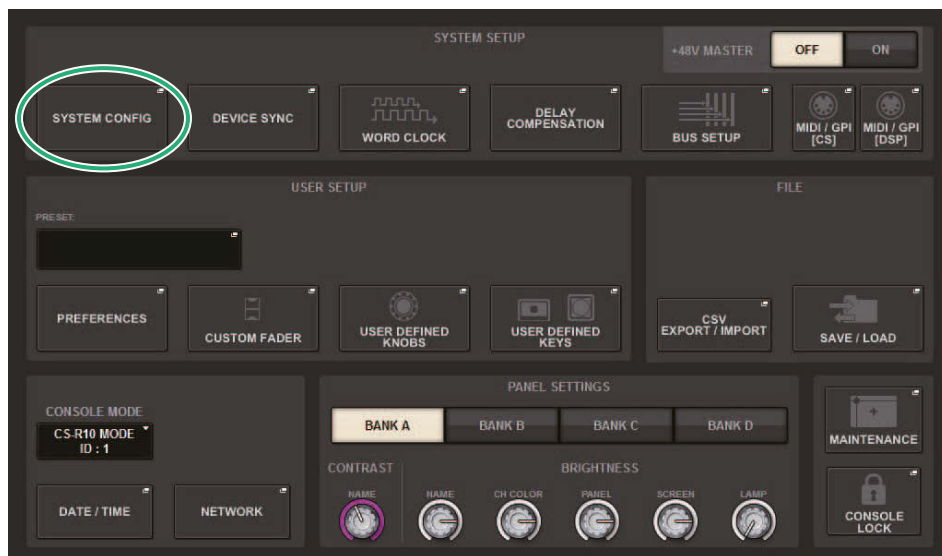 SYSTEM SETUP
+48V MASTER
OFF
ON
SYSTEM CONFIG
DEVICE SYNC
WORD CLOCK
DELAY
COMPENSATION
BUS SETUP
MIDI / GPI
[CS]
MIDI / GPI
[DSP]
USER SETUP
PRESET:
PREFERENCES
CUSTOM FADER
USER DEFINED
KNOBS
USER DEFINED
KEYS
FILE
CSV
EXPORT / IMPORT
SAVE / LOAD
CONSOLE MODE
CS-R10 MODE
ID : 1
DATE / TIME
NETWORK
PANEL SETTINGS
BANK A
BANK B
BANK C
BANK D
CONTRAST
BRIGHTNESS
NAME
NAME
CH COLOR
PANEL
SCREEN
LAMP
MAINTENANCE
CONSOLE
LOCK